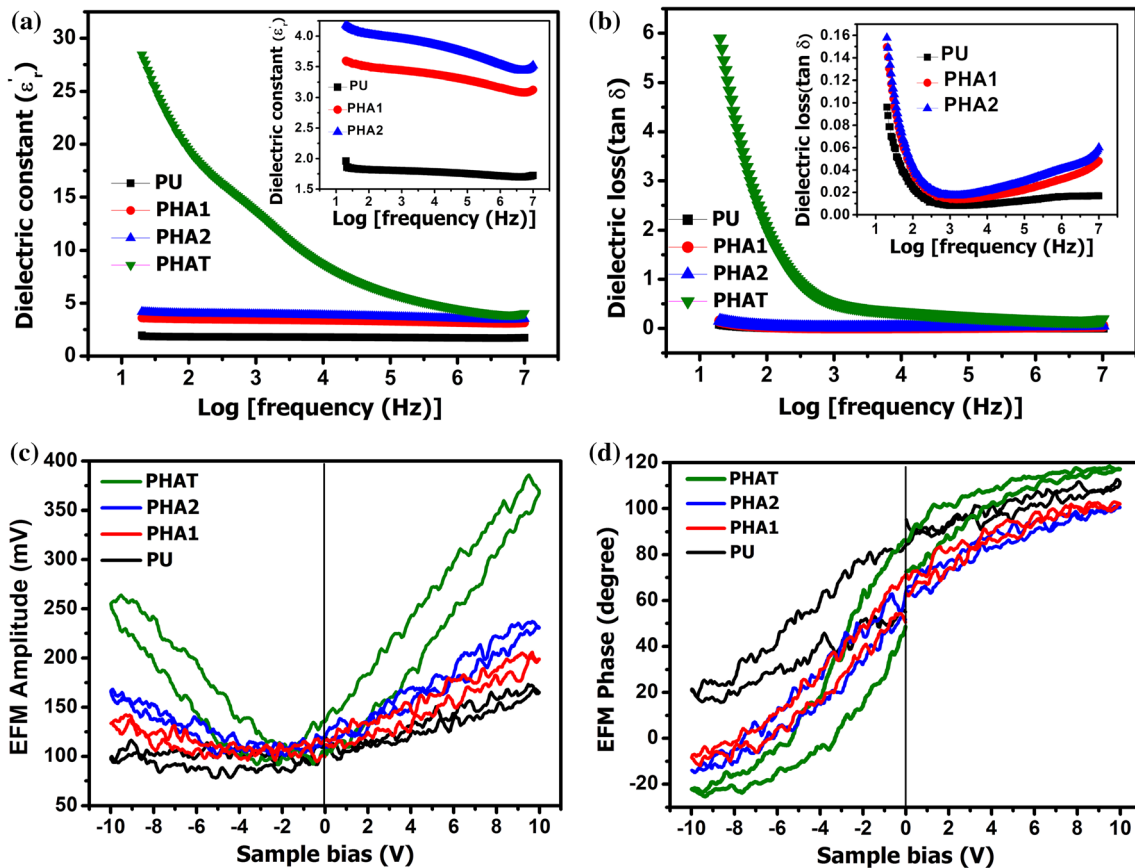 (a)
Dielectric constant (ε'r)
30
25
20
15
10
5
0
1 2 3 4 5 6 7
Log [frequency (Hz)]
PU
PHA1
PHA2
PHAT
Dielectric constant (ε'r)
4.5
4.0
3.5
3.0
2.5
2.0
1.5
1 2 3 4 5 6 7
Log [frequency (Hz)]
PU
PHA1
PHA2
(b)
Dielectric loss(tan δ)
6
5
4
3
2
1
0
1 2 3 4 5 6 7
Log [frequency (Hz)]
PU
PHA1
PHA2
PHAT
Dielectric loss(tan δ)
0.16
0.14
0.12
0.10
0.08
0.06
0.04
0.02
0.00
1 2 3 4 5 6 7
Log [frequency (Hz)]
PU
PHA1
PHA2
(c)
EFM Amplitude (mV)
400
350
300
250
200
150
100
50
-10 -8 -6 -4 -2 0 2 4 6 8 10
Sample bias (V)
PHAT
PHA2
PHA1
PU
(d)
EFM Phase (degree)
120
100
80
60
40
20
0
-20
-10 -8 -6 -4 -2 0 2 4 6 8 10
Sample bias (V)
PHAT
PHA2
PHA1
PU